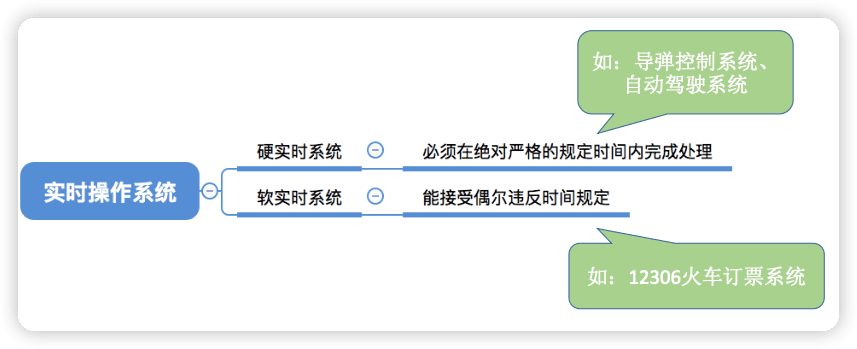 如：导弹控制系统、
自动驾驶系统
硬实时系统
必须在绝对严格的规定时间内完成处理
实时操作系统
软实时系统
能接受偶尔违反时间规定
如：12306火车订票系统